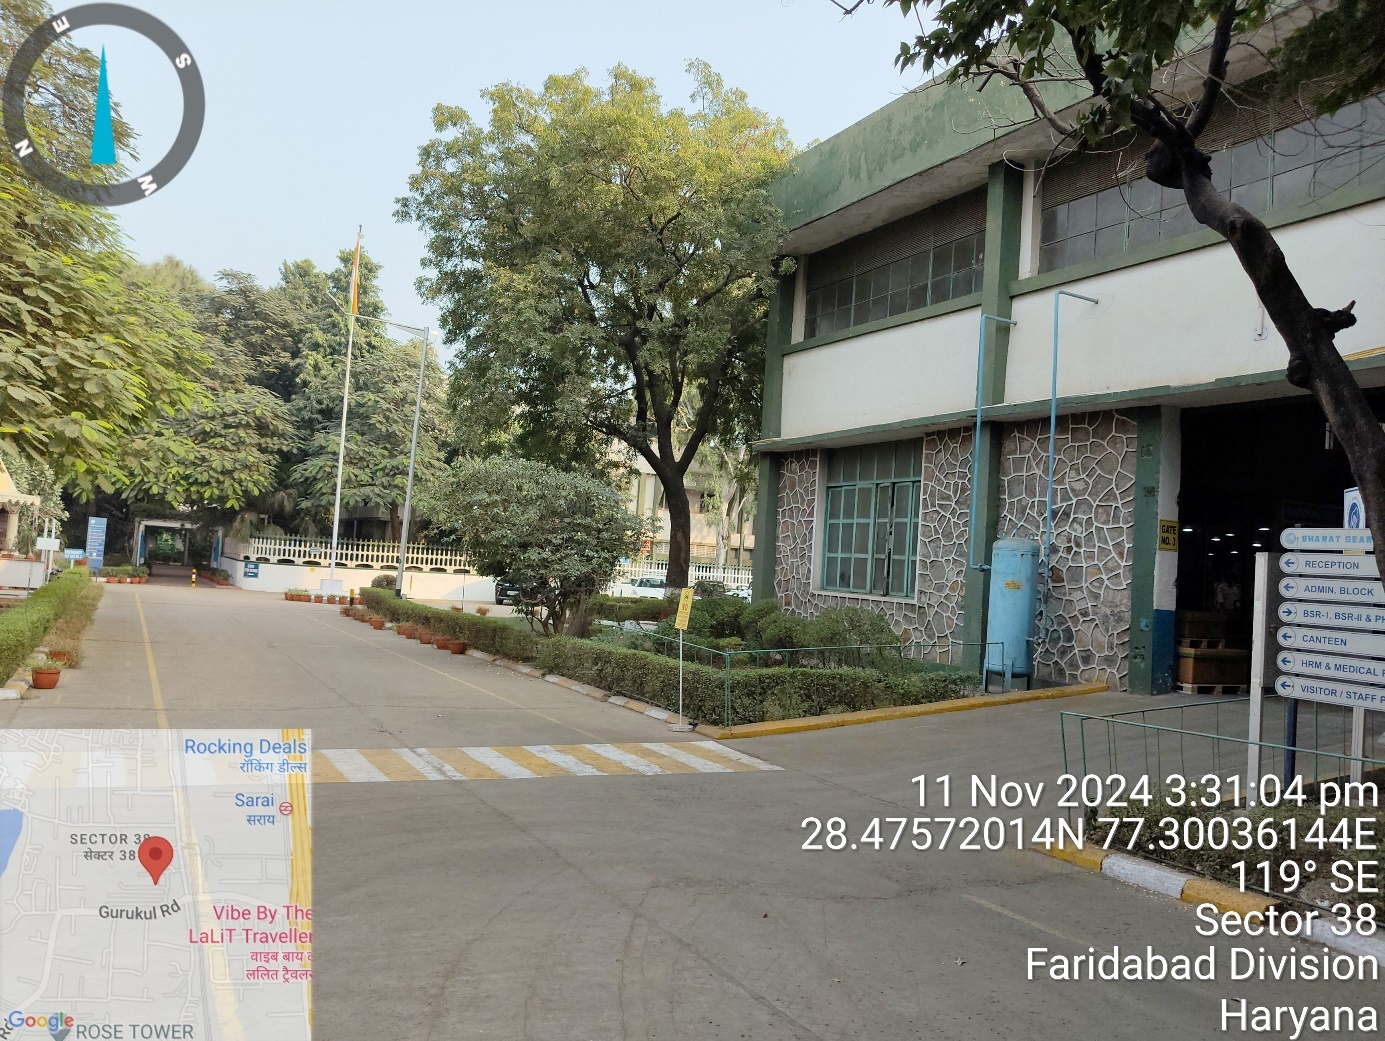 E
S
N
W
GATE
NO. 3
BHARAT GEAR
RECEPTION
ADMIN. BLOCK
BSR-I, BSR-II &
CANTEEN
HRM & MEDICAL
VISITOR / STAFF
Rocking Deals
रॉकिंग डील्स
Sarai
सराय
SECTOR 38
सेक्टर 38
Gurukul Rd
Vibe By The
LaLiT Traveller
वाइब बाय
ललित ट्रैवलर
Google
ROSE TOWER
11 Nov 2024 3:31:04 pm
28.47572014N 77.30036144E
119° SE
Sector 38
Faridabad Division
Haryana